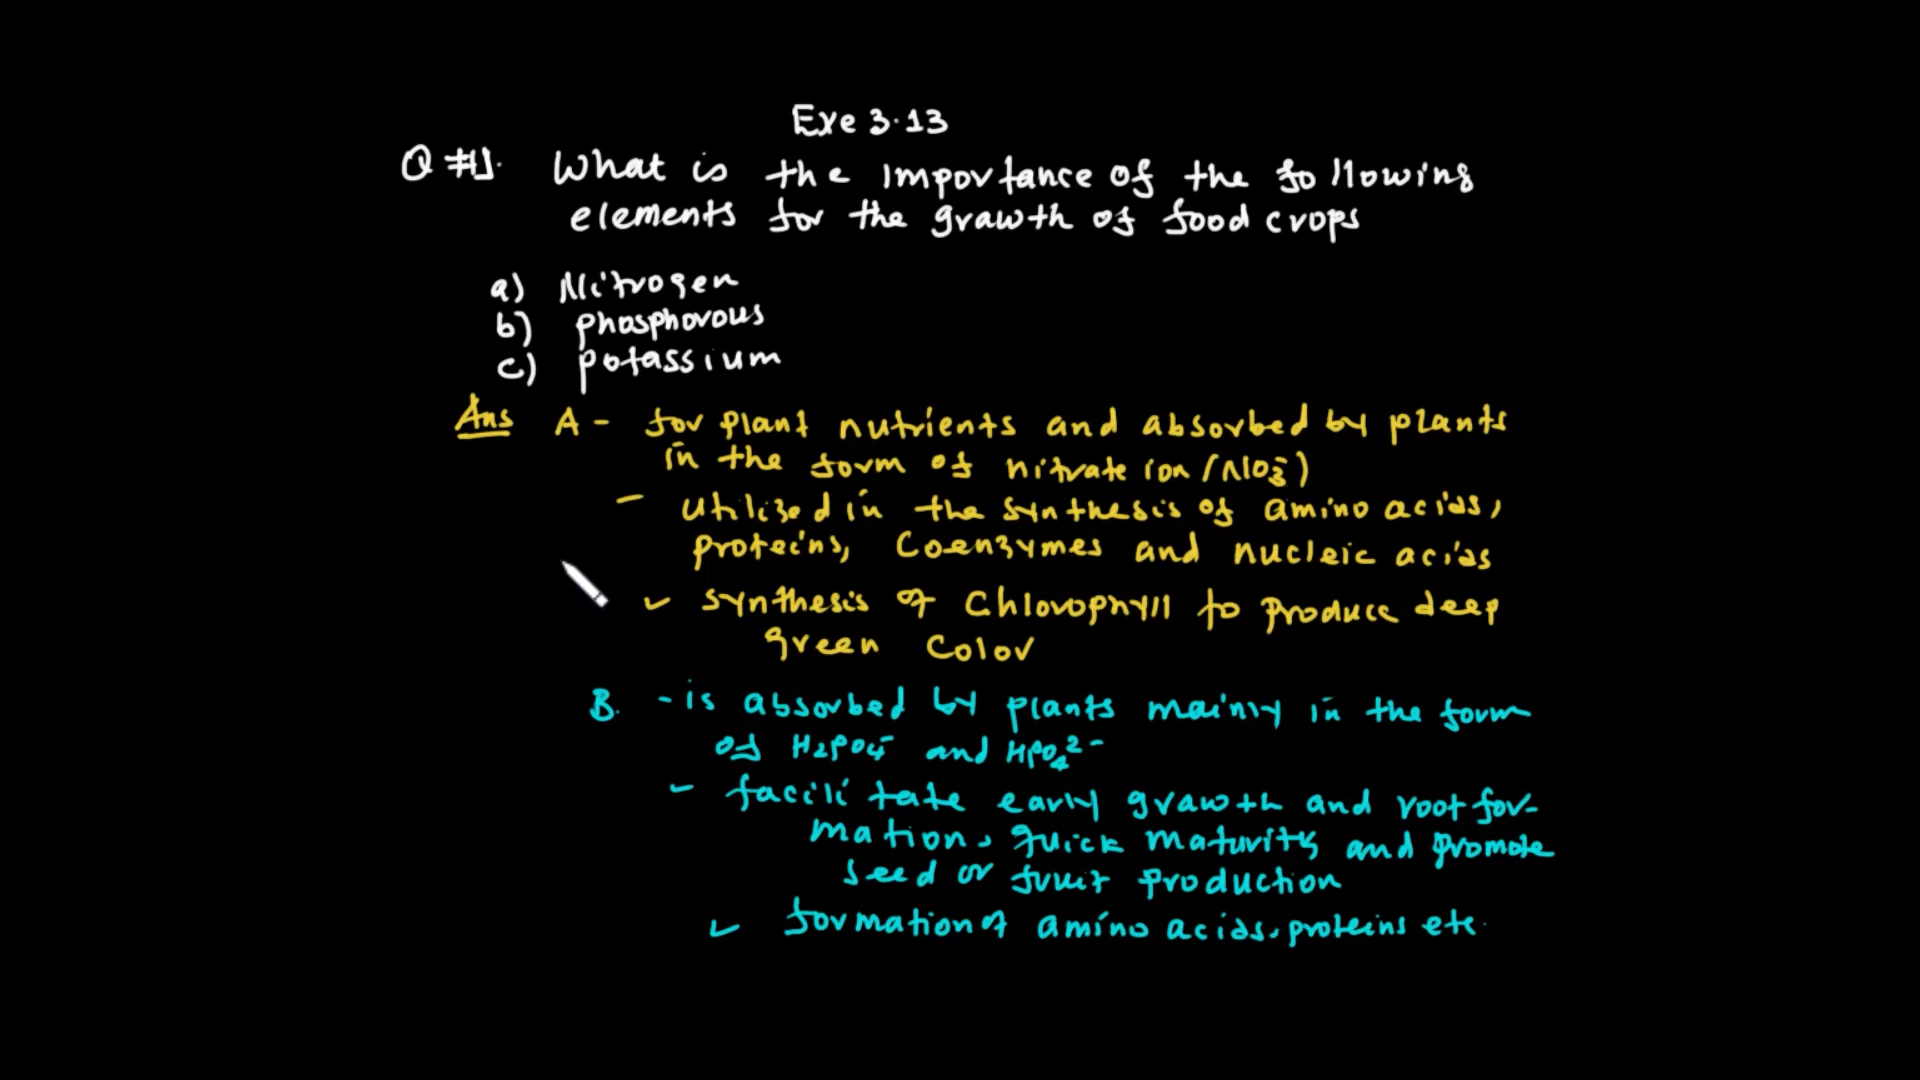 Exe 3.13
Q #1. What is the importance of the following
elements for the grawth of food crops
a) Nitrogen
b) phosphorous
c) potassium
Ans A - for plant nutrients and absorbed by plants
in the form of nitrate ion (NO3-)
- utilized in the synthesis of amino acids,
proteins, Coenzymes and nucleic acids
- synthesis of Chlorophyll to produce deep
green Color
B. - is absorbed by plants mainly in the form
of H2PO4- and HPO4 2-
- facilitate early grawth and root for-
mation, quick maturity and promote
seed or fruit production
- formation of amino acids, proteins etc.